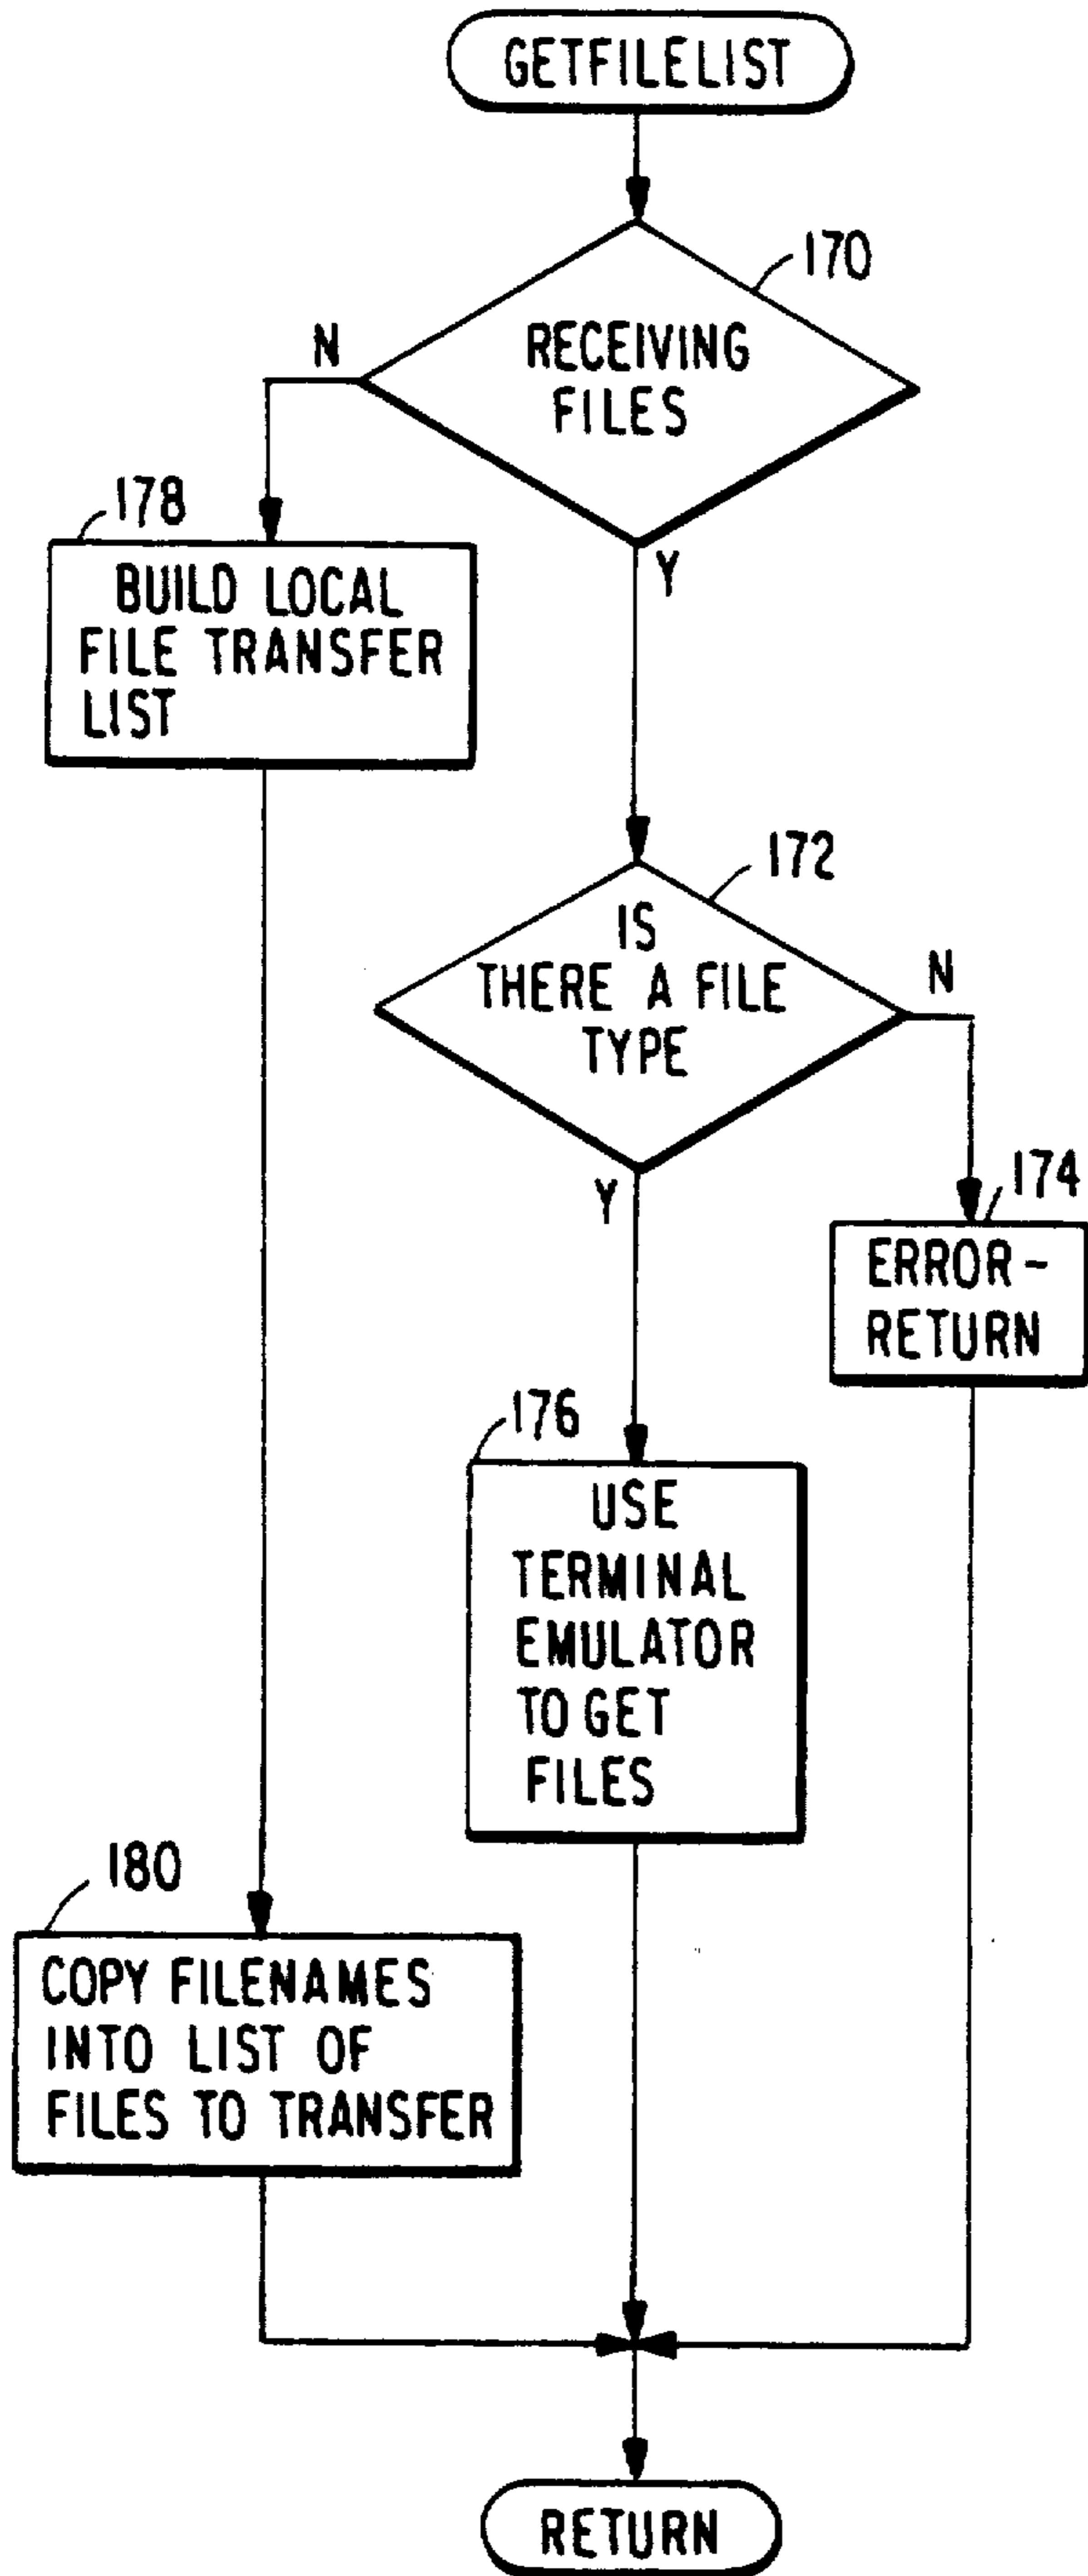 GETFILELIST
170
RECEIVING
FILES
N
Y
178
BUILD LOCAL
FILE TRANSFER
LIST
172
IS
THERE A FILE
TYPE
N
Y
174
ERROR-
RETURN
176
USE
TERMINAL
EMULATOR
TO GET
FILES
180
COPY FILENAMES
INTO LIST OF
FILES TO TRANSFER
RETURN